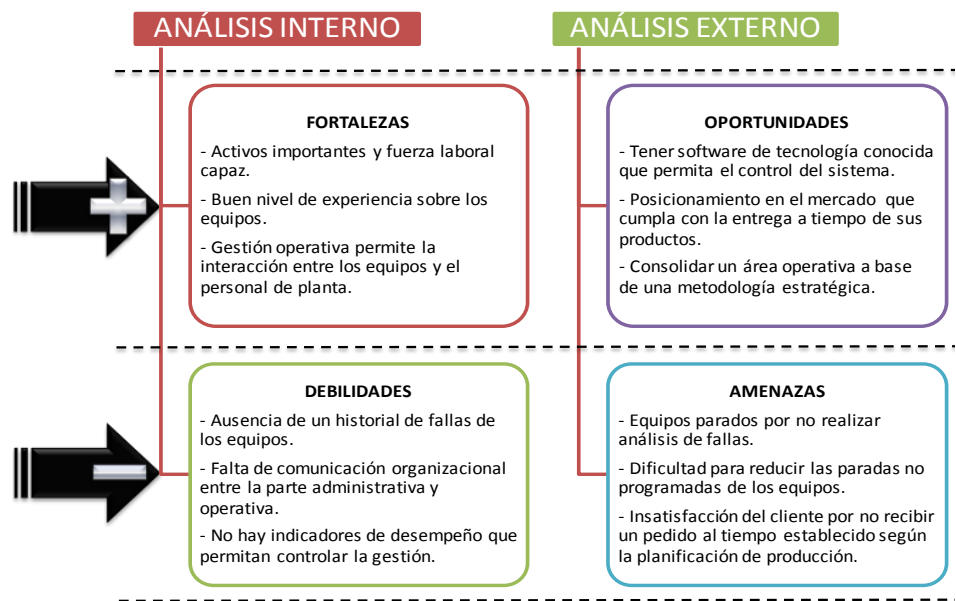 ANÁLISIS INTERNO
ANÁLISIS EXTERNO
FORTALEZAS
- Activos importantes y fuerza laboral
capaz.
- Buen nivel de experiencia sobre los
equipos.
- Gestión operativa permite la
interacción entre los equipos y el
personal de planta.
OPORTUNIDADES
- Tener software de tecnología conocida
que permita el control del sistema.
- Posicionamiento en el mercado que
cumpla con la entrega a tiempo de sus
productos.
- Consolidar un área operativa a base
de una metodología estratégica.
DEBILIDADES
- Ausencia de un historial de fallas de
los equipos.
- Falta de comunicación organizacional
entre la parte administrativa y
operativa.
- No hay indicadores de desempeño que
permitan controlar la gestión.
AMENAZAS
- Equipos parados por no realizar
análisis de fallas.
- Dificultad para reducir las paradas no
programadas de los equipos.
- Insatisfacción del cliente por no recibir
un pedido al tiempo establecido según
la planificación de producción.